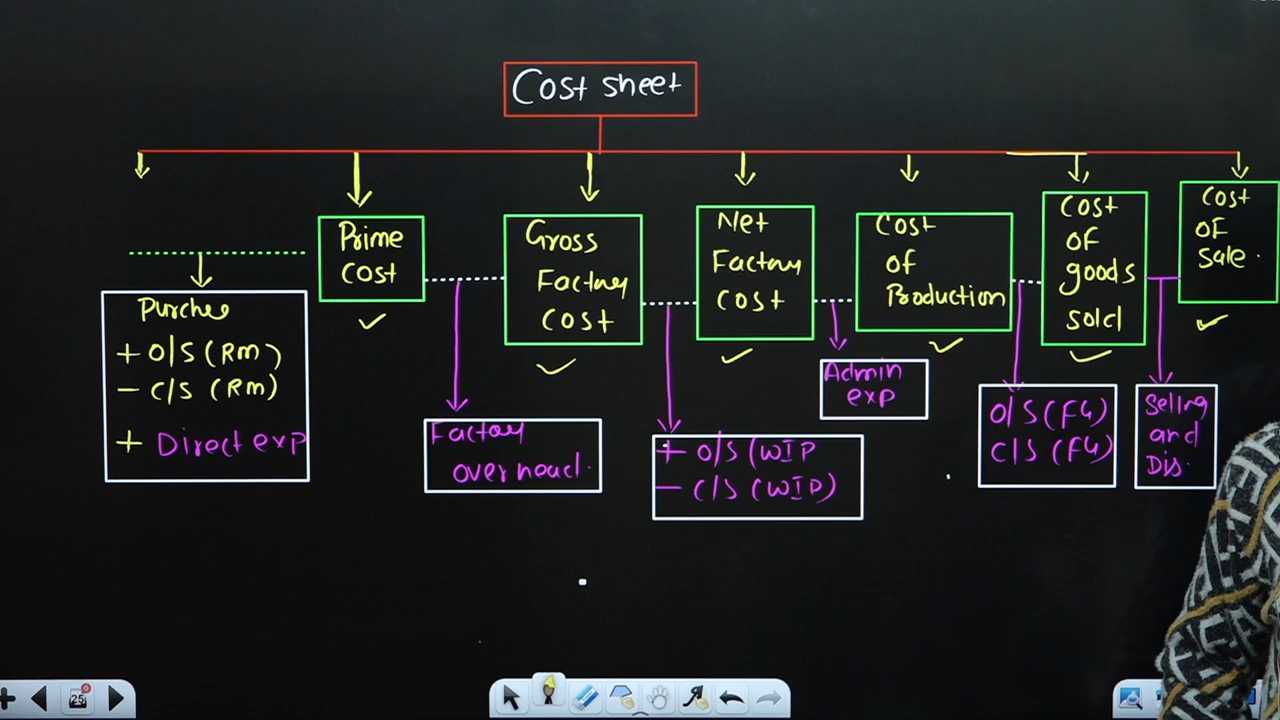 Cost sheet
Prime
Cost
Gross
Factory
Cost
Net
Factory
Cost
Cost
of
Production
Cost
of
goods
sold
Cost
of
Sale.
+ O/S (Rm)
- C/S (Rm)
+ Direct exp
Factory
overhead.
+ O/S (WIP
- C/S (WIP)
Admin
exp
O/S (FG)
C/S (FG)
Selling
and
Dis.
25